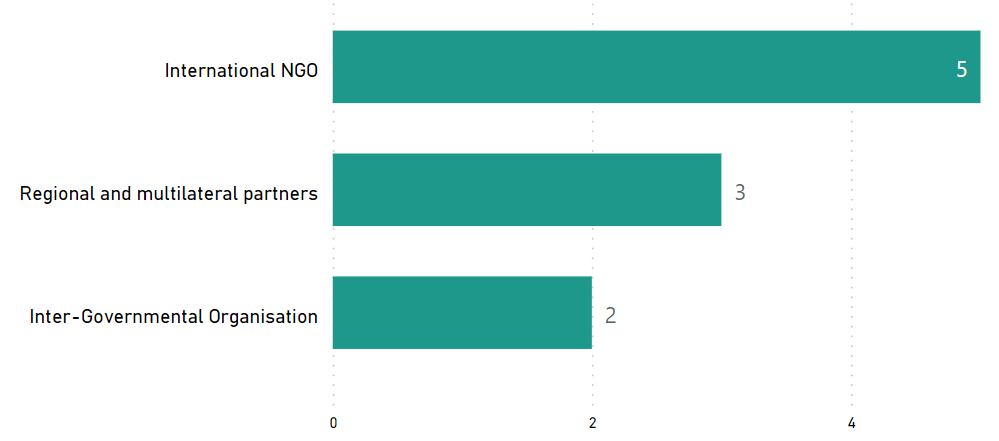 International NGO
5
Regional and multilateral partners
3
Inter-Governmental Organisation
2
0
2
4